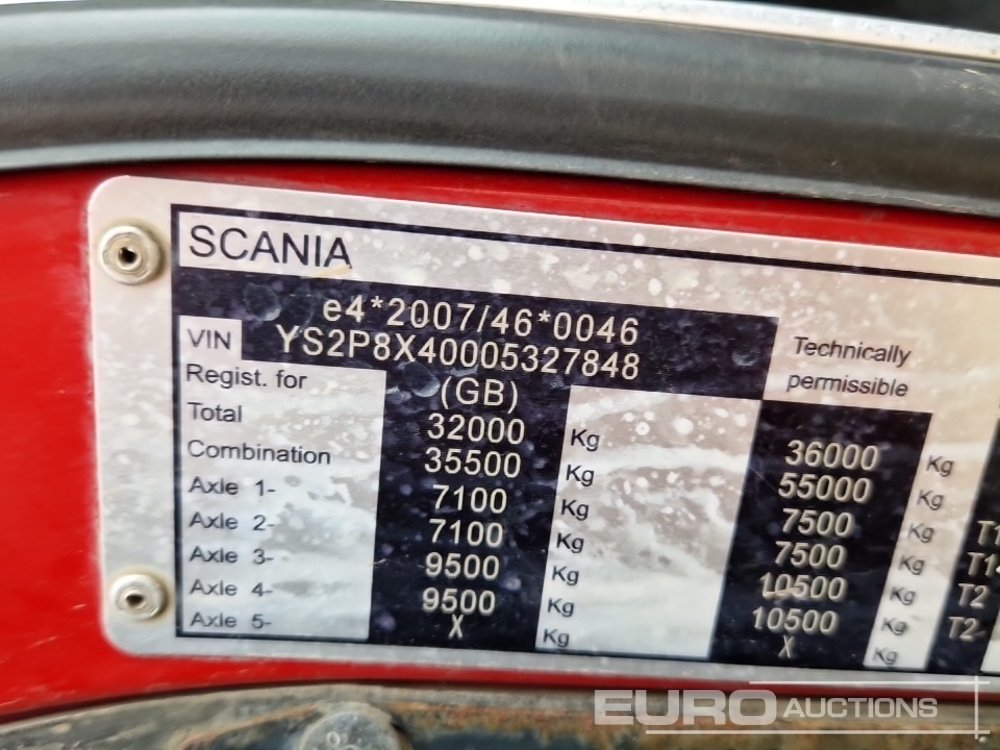 SCANIA
e4*2007/46*0046
VIN YS2P8X40005327848
Technically
permissible
Regist. for (GB)
Total 32000 Kg 36000 Kg
Combination 35500 Kg 55000 Kg
Axle 1- 7100 Kg 7500 Kg T1
Axle 2- 7100 Kg 7500 Kg T1-
Axle 3- 9500 Kg 10500 Kg T2
Axle 4- 9500 Kg 10500 Kg T2-
Axle 5- X Kg X Kg
EURO AUCTIONS